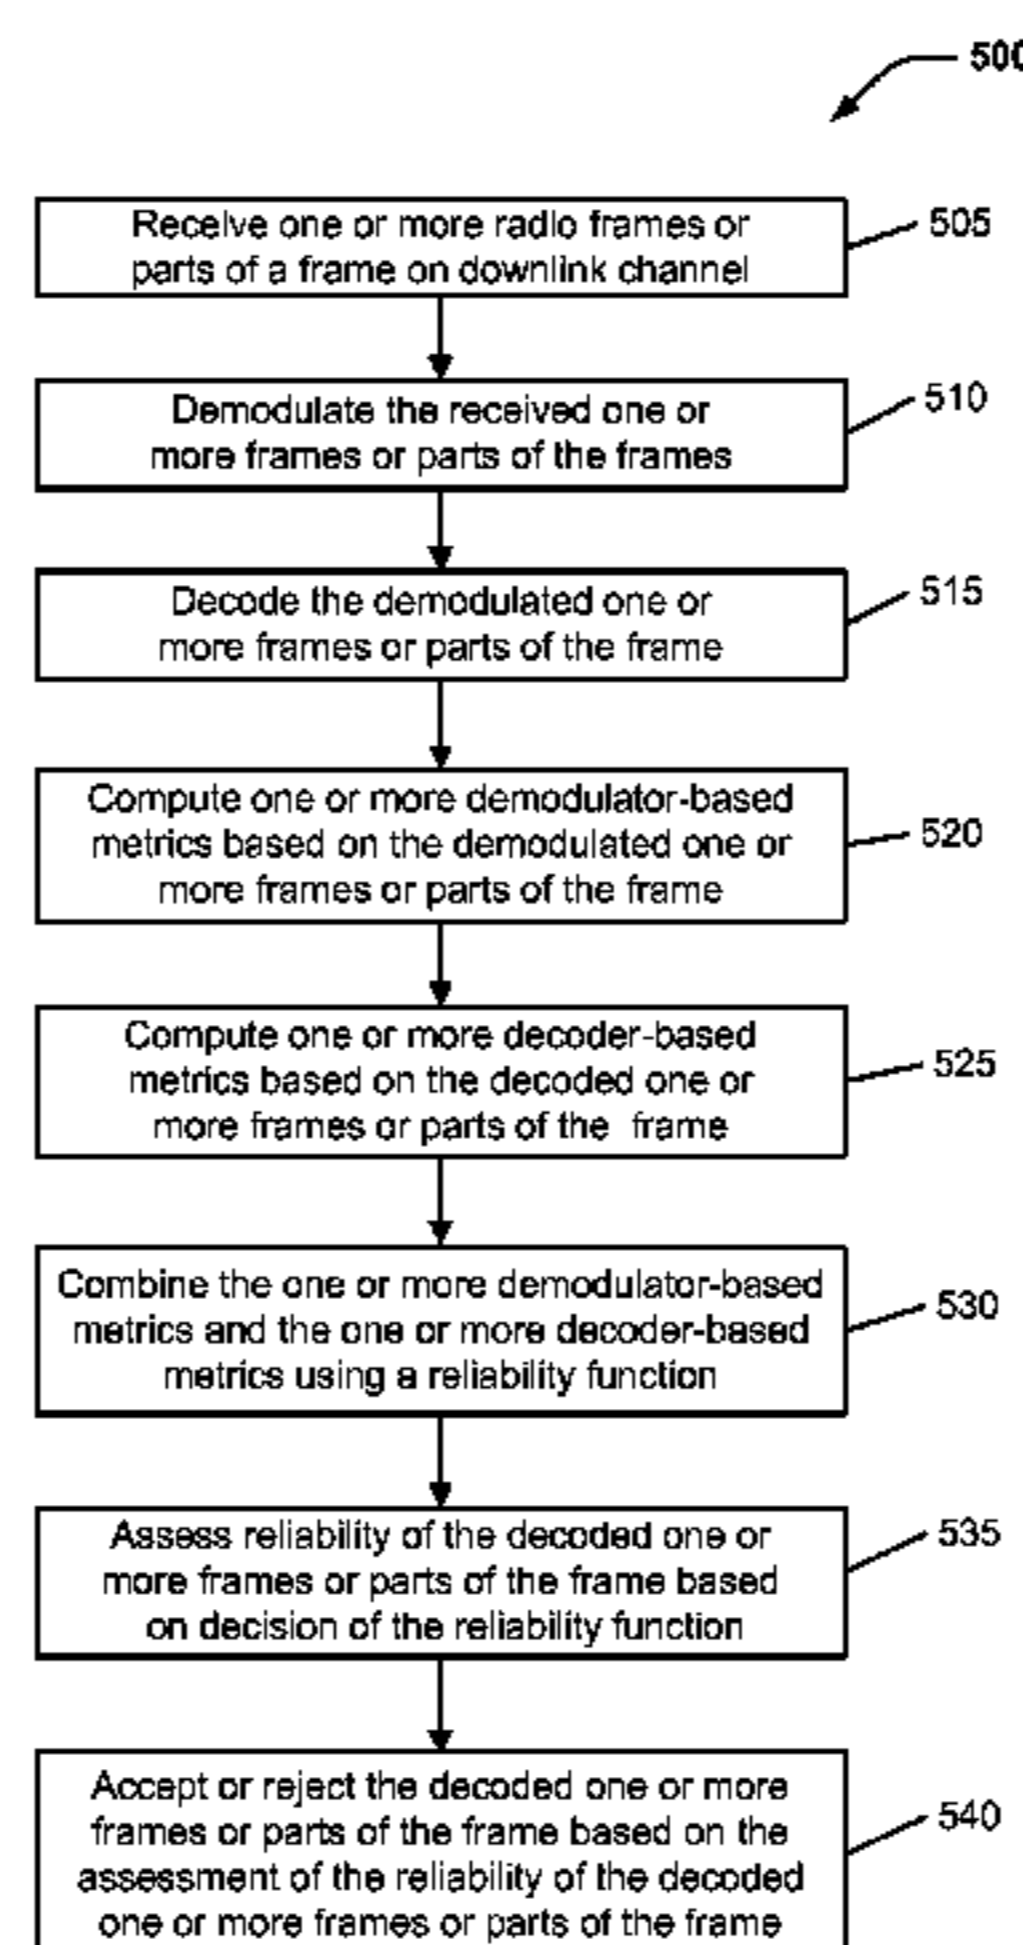 500
Receive one or more radio frames or
parts of a frame on downlink channel
505
Demodulate the received one or
more frames or parts of the frames
510
Decode the demodulated one or
more frames or parts of the frame
515
Compute one or more demodulator-based
metrics based on the demodulated one or
more frames or parts of the frame
520
Compute one or more decoder-based
metrics based on the decoded one or
more frames or parts of the frame
525
Combine the one or more demodulator-based
metrics and the one or more decoder-based
metrics using a reliability function
530
Assess reliability of the decoded one or
more frames or parts of the frame based
on decision of the reliability function
535
Accept or reject the decoded one or more
frames or parts of the frame based on the
assessment of the reliability of the decoded
one or more frames or parts of the frame
540